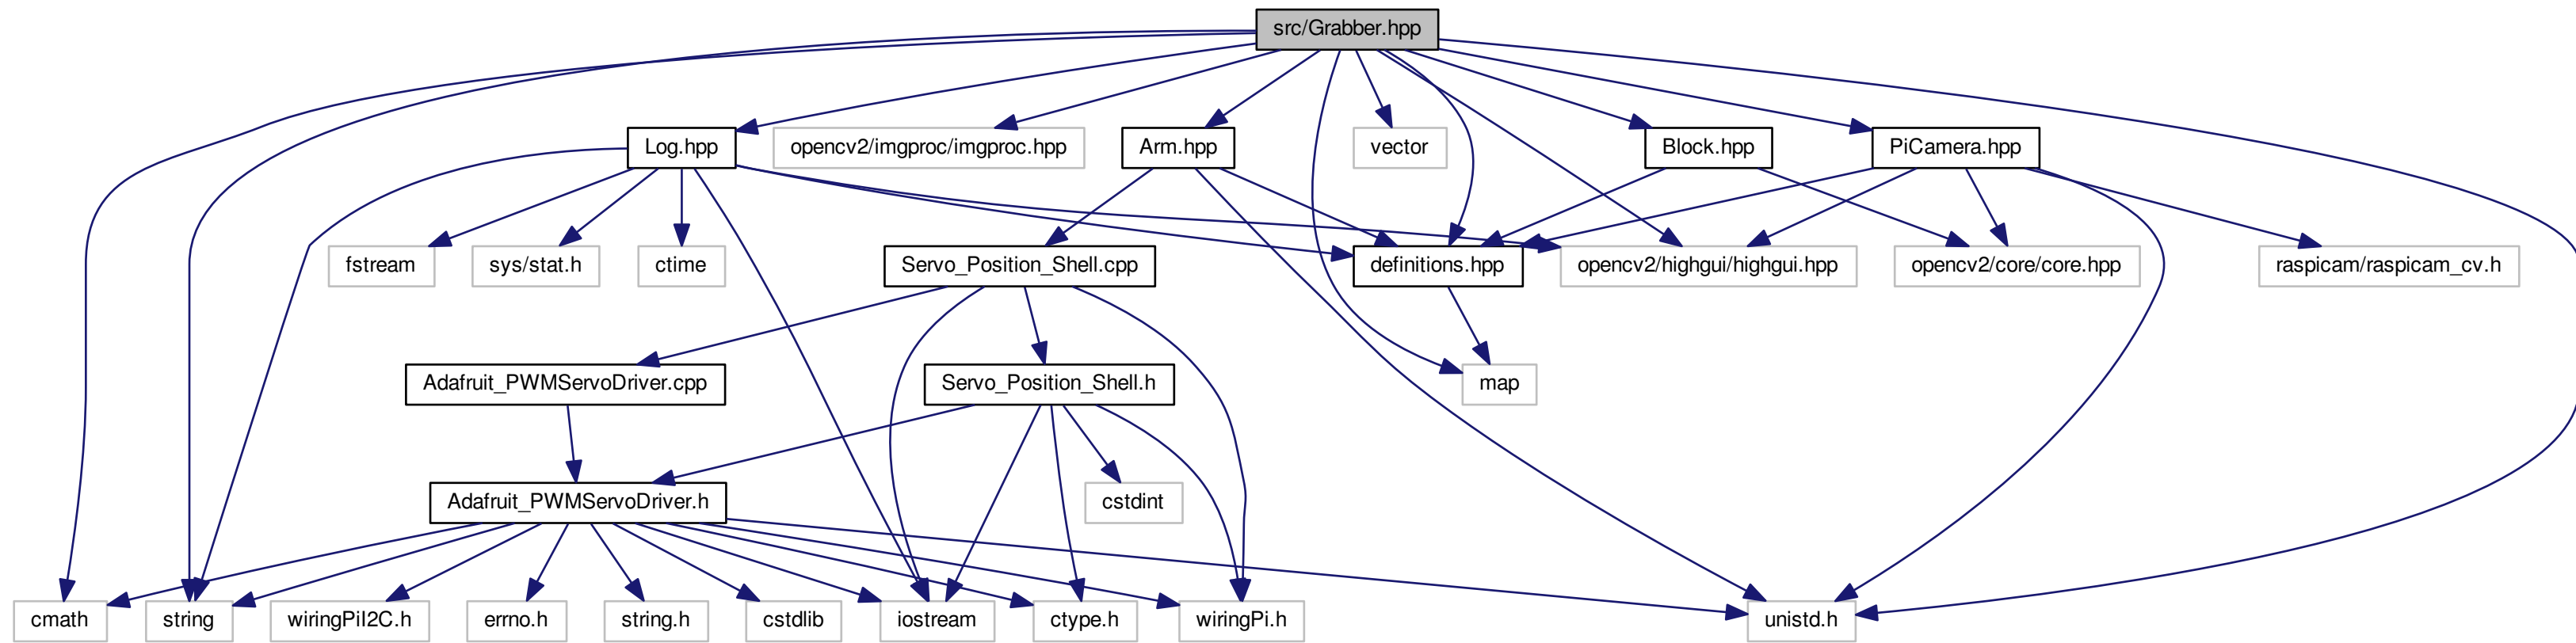 src/Grabber.hpp
Log.hpp
opencv2/imgproc/imgproc.hpp
Arm.hpp
vector
Block.hpp
PiCamera.hpp
fstream
sys/stat.h
ctime
Servo_Position_Shell.cpp
definitions.hpp
opencv2/highgui/highgui.hpp
opencv2/core/core.hpp
raspicam/raspicam_cv.h
Adafruit_PWMServoDriver.cpp
Servo_Position_Shell.h
map
Adafruit_PWMServoDriver.h
cstdint
cmath
string
wiringPiI2C.h
errno.h
string.h
cstdlib
iostream
ctype.h
wiringPi.h
unistd.h